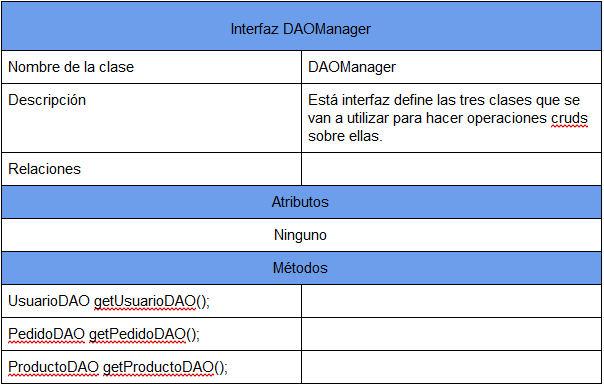 Interfaz DAOManager
Nombre de la clase
DAOManager
Descripción
Está interfaz define las tres clases que se
van a utilizar para hacer operaciones cruds
sobre ellas.
Relaciones
Atributos
Ninguno
Métodos
UsuarioDAO getUsuarioDAO();
PedidoDAO getPedidoDAO();
ProductoDAO getProductoDAO();